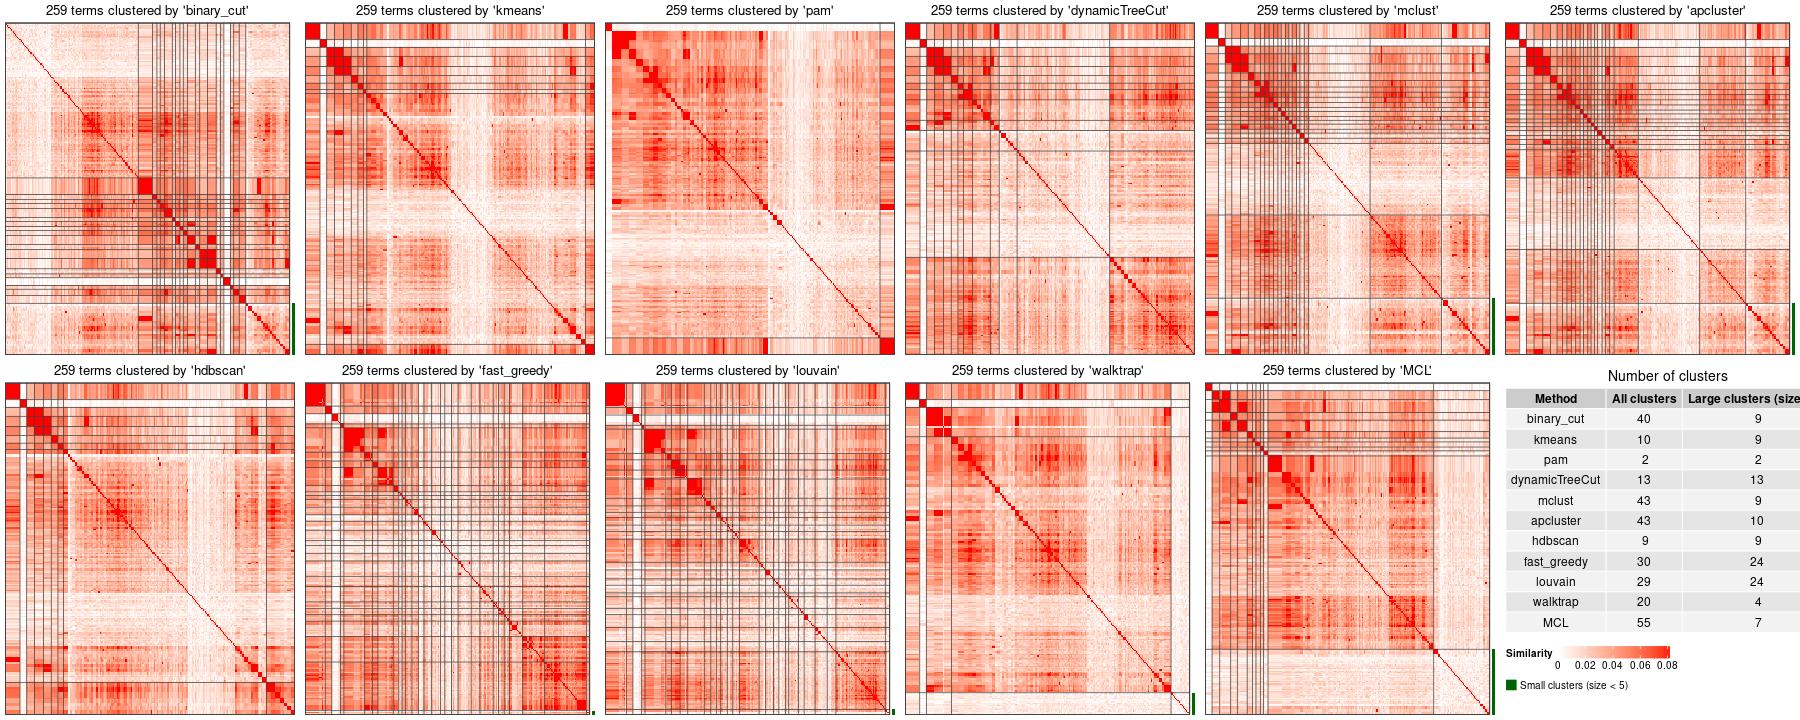 259 terms clustered by 'binary_cut'
259 terms clustered by 'kmeans'
259 terms clustered by 'pam'
259 terms clustered by 'dynamicTreeCut'
259 terms clustered by 'mclust'
259 terms clustered by 'apcluster'
259 terms clustered by 'hdbscan'
259 terms clustered by 'fast_greedy'
259 terms clustered by 'louvain'
259 terms clustered by 'walktrap'
259 terms clustered by 'MCL'
Number of clusters
Method All clusters Large clusters (size
binary_cut 40 9
kmeans 10 9
pam 2 2
dynamicTreeCut 13 13
mclust 43 9
apcluster 43 10
hdbscan 9 9
fast_greedy 30 24
louvain 29 24
walktrap 20 4
MCL 55 7
Similarity
0 0.02 0.04 0.06 0.08
Small clusters (size < 5)